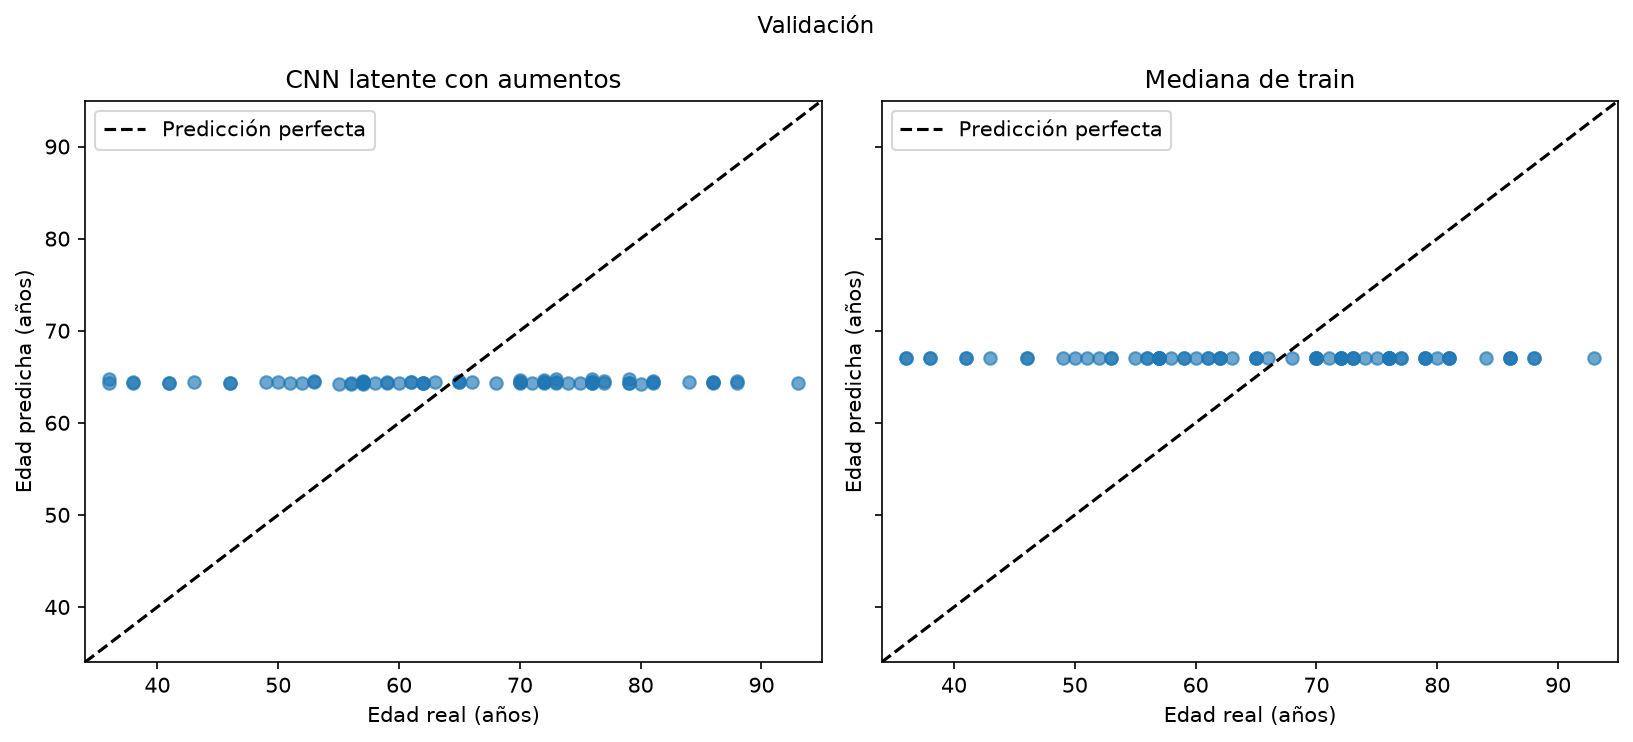 Validación
CNN latente con aumentos
Predicción perfecta
90
80
70
60
50
40
Edad predicha (años)
40 50 60 70 80 90
Edad real (años)
Mediana de train
Predicción perfecta
Edad predicha (años)
40 50 60 70 80 90
Edad real (años)